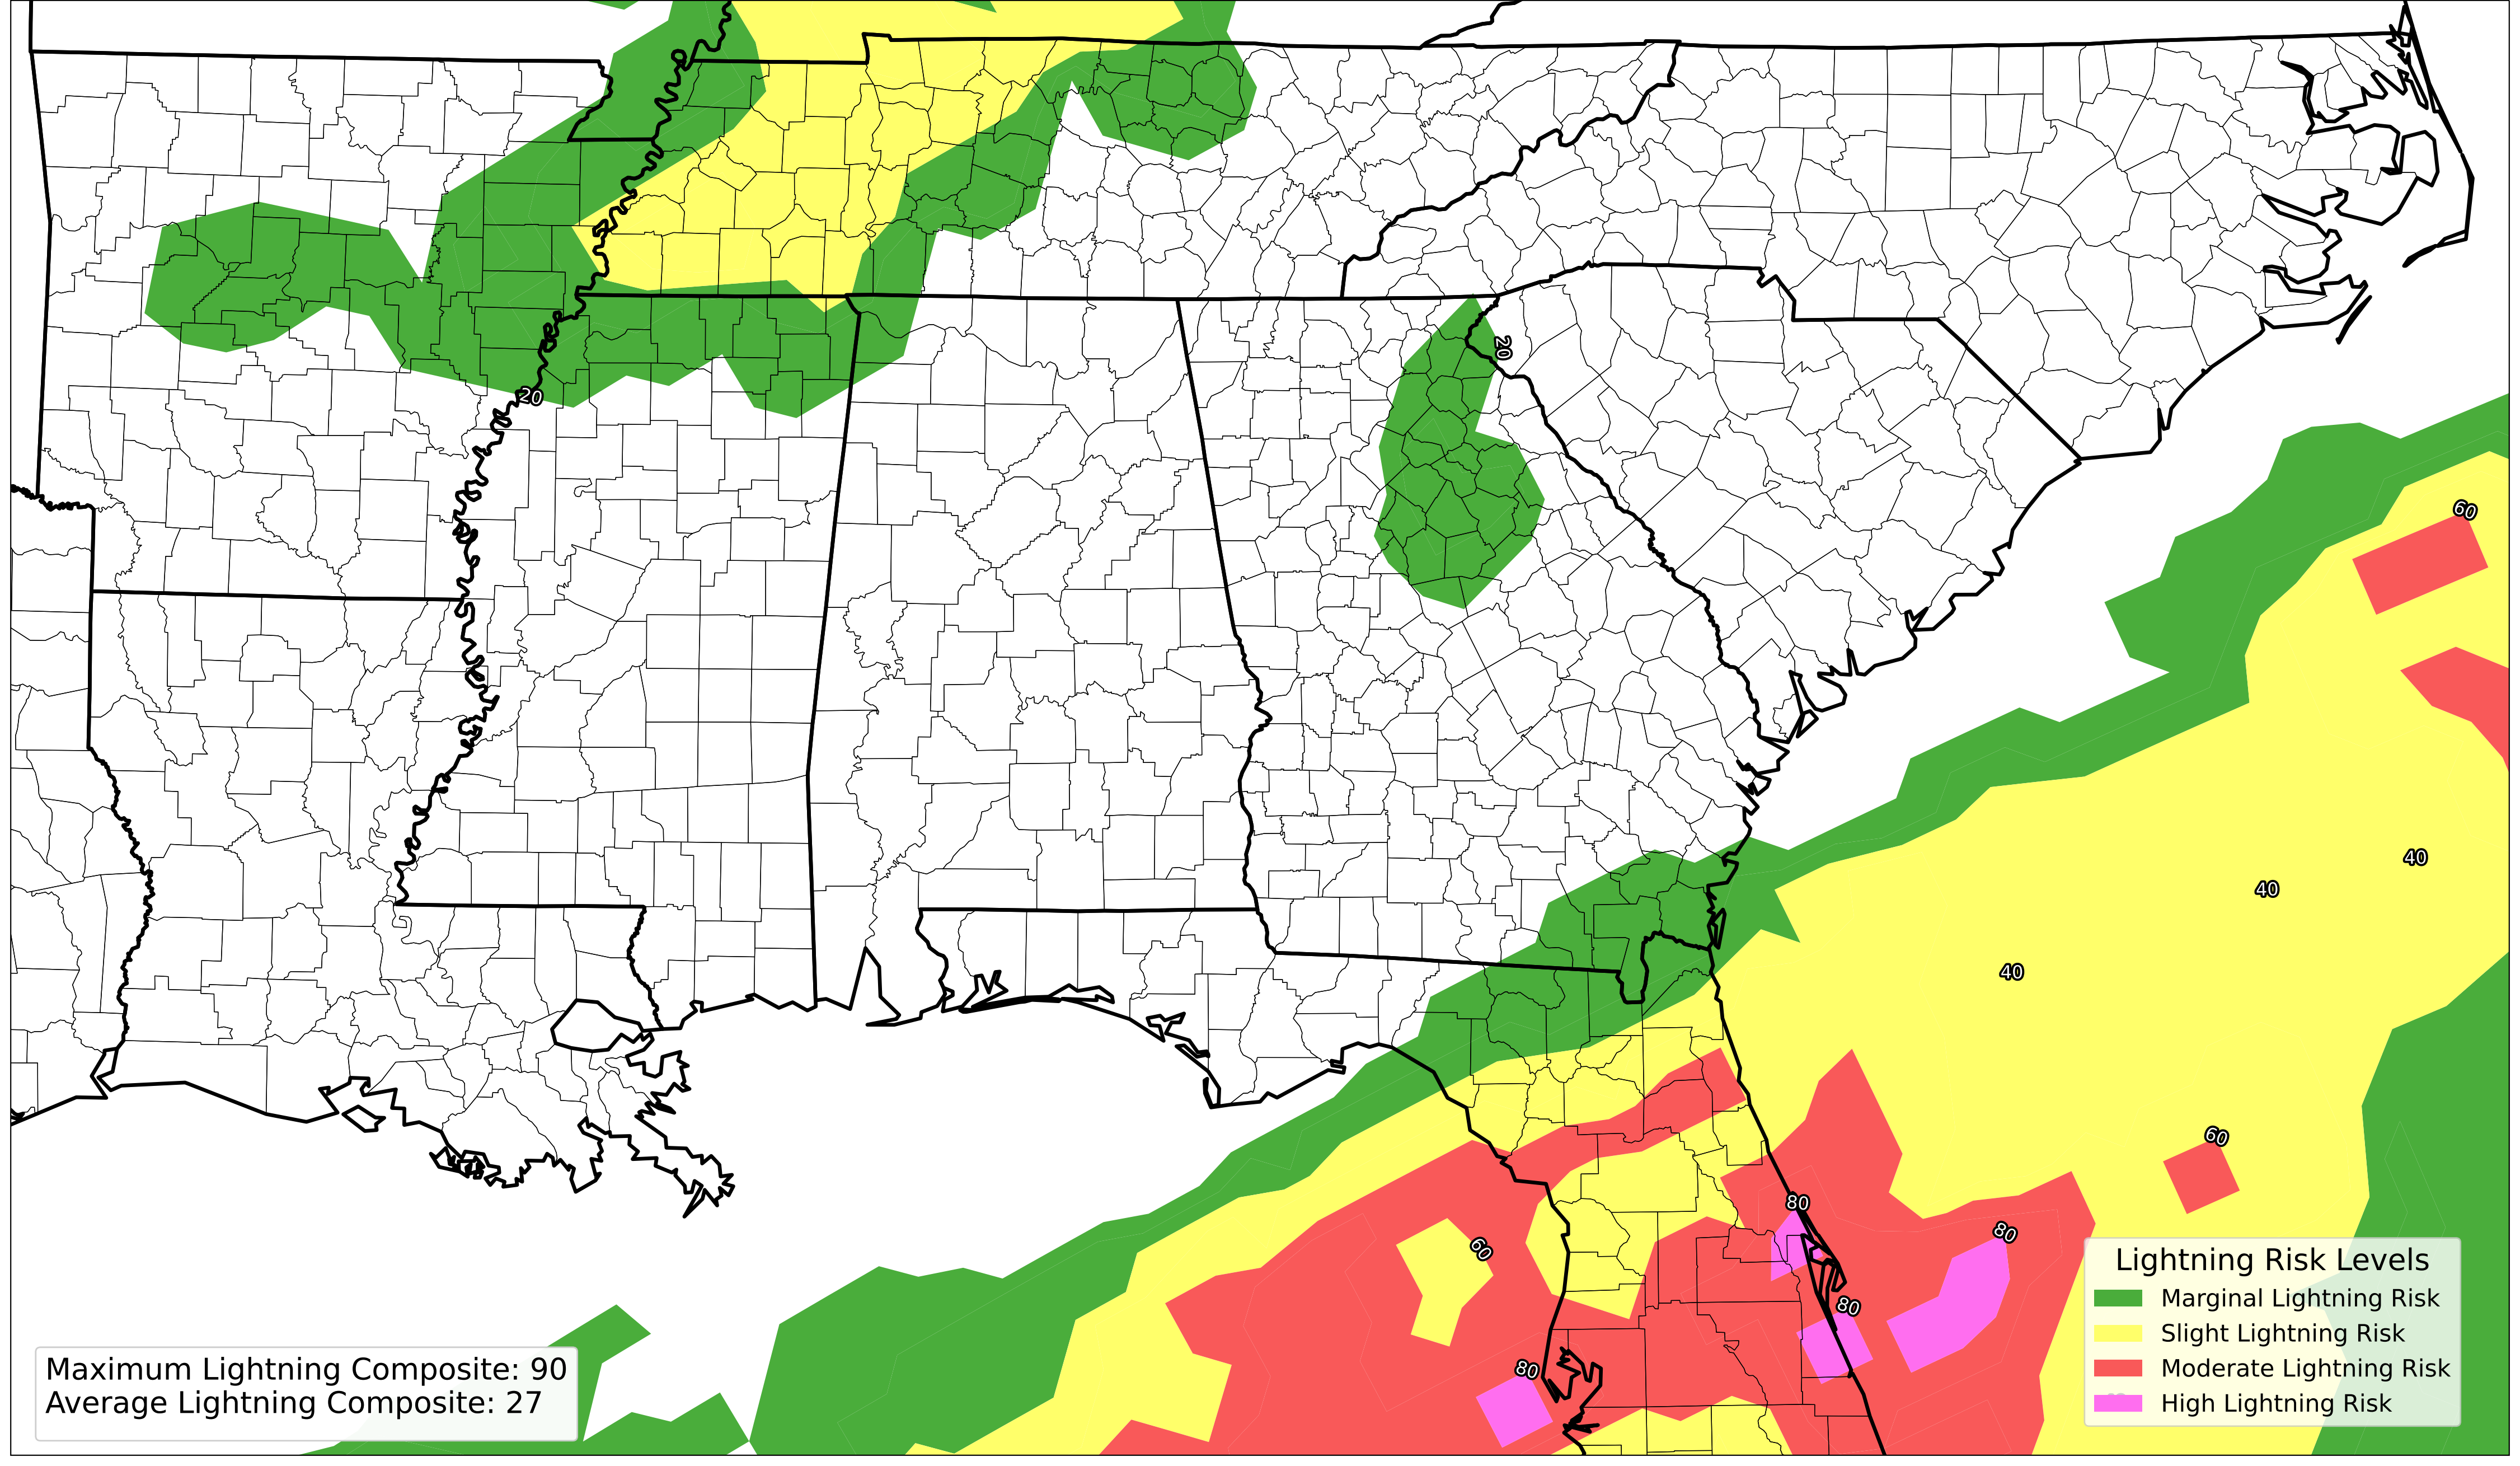 20
20
60
40
40
40
60
80
80
60
80
80
Lightning Risk Levels
Marginal Lightning Risk
Slight Lightning Risk
Moderate Lightning Risk
High Lightning Risk
Maximum Lightning Composite: 90
Average Lightning Composite: 27